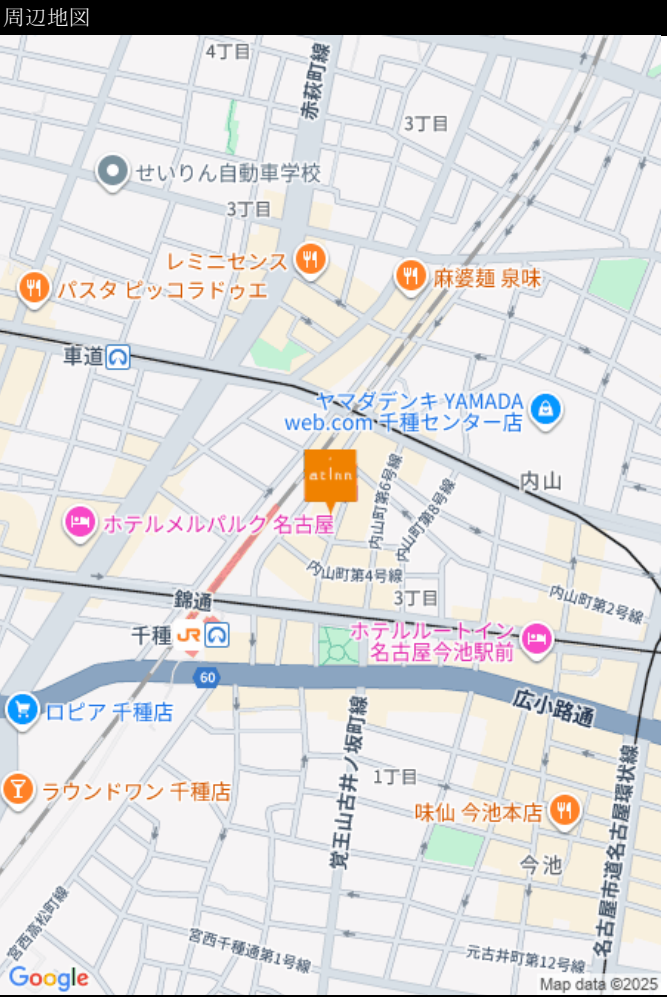 周辺地図
4丁目
赤萩町線
3丁目
せいりん自動車学校
3丁目
レミニセンス
麻婆麺 泉味
パスタ ピッコラドゥエ
車道
ヤマダデンキ YAMADA
web.com 千種センター店
at Inn
内山
内山町第6号線
内山町第8号線
ホテルメルパルク 名古屋
内山町第4号線
錦通
3丁目
内山町第2号線
千種
JR
ホテルルートイン
名古屋今池駅前
60
ロピア 千種店
広小路通
覚王山古井ノ坂町線
ラウンドワン 千種店
1丁目
味仙 今池本店
今池
名古屋市道名古屋環状線
宮西高松町線
宮西千種通第1号線
元古井町第12号線
Google
Map data ©2025